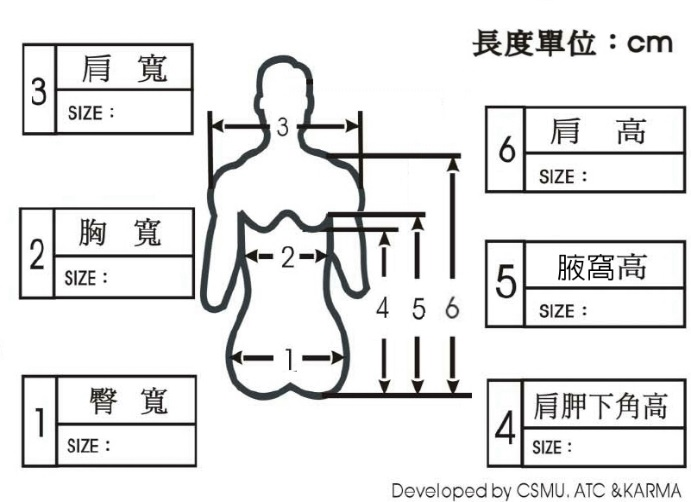 長度單位：cm
3
肩 寬
SIZE：
2
胸 寬
SIZE：
1
臀 寬
SIZE：
3
2
1
4
5
6
6
肩 高
SIZE：
5
腋窩高
SIZE：
4
肩胛下角高
SIZE：
Developed by CSMU, ATC &KARMA